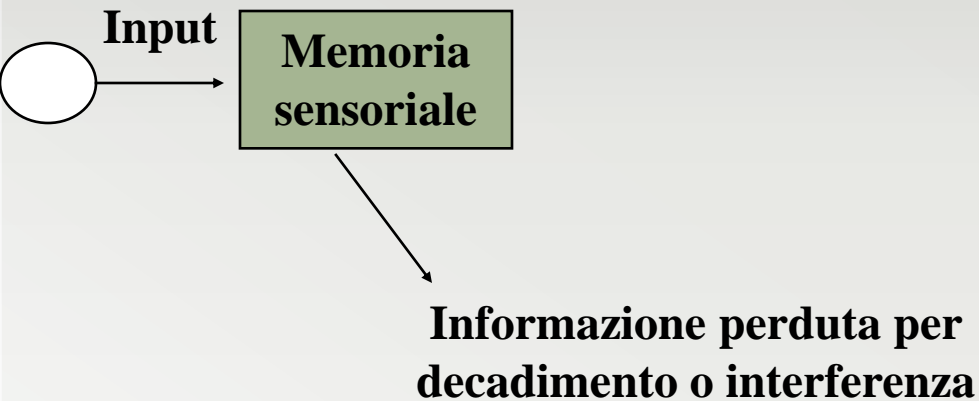 Input
Memoria
sensoriale
Informazione perduta per
decadimento o interferenza